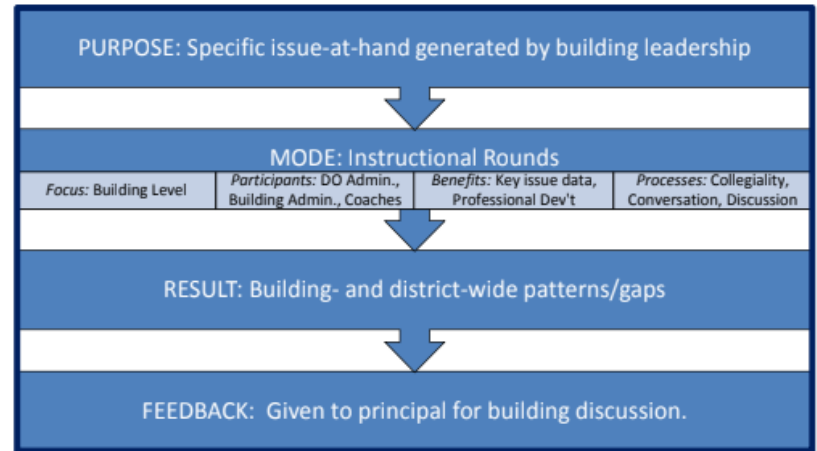 PURPOSE: Specific issue-at-hand generated by building leadership
MODE: Instructional Rounds
Focus: Building Level
Participants: DO Admin.,
Building Admin., Coaches
Benefits: Key issue data,
Professional Dev't
Processes: Collegiality,
Conversation, Discussion
RESULT: Building- and district-wide patterns/gaps
FEEDBACK:  Given to principal for building discussion.